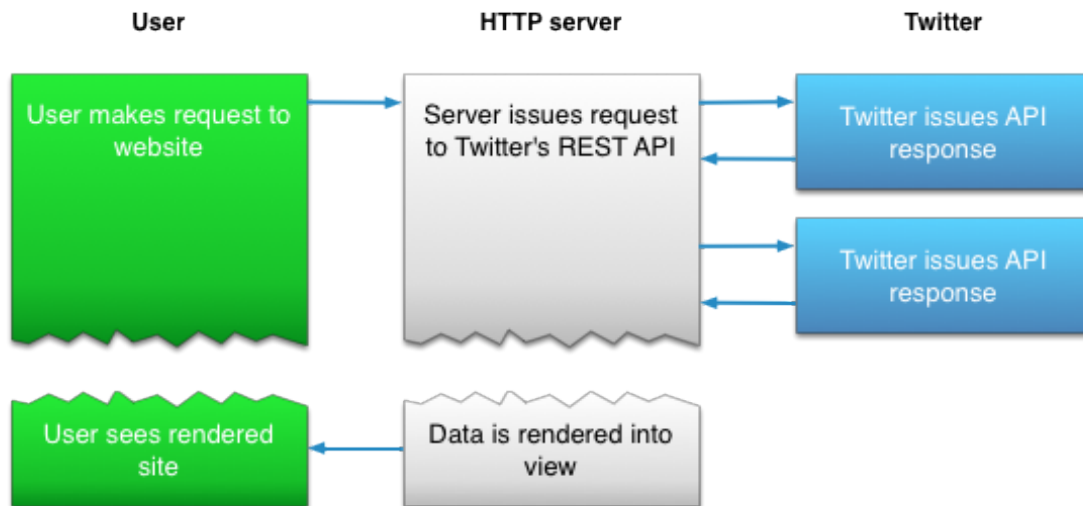 User
HTTP server
Twitter
User makes request to
website
Server issues request
to Twitter's REST API
Twitter issues API
response
Twitter issues API
response
User sees rendered
site
Data is rendered into
view